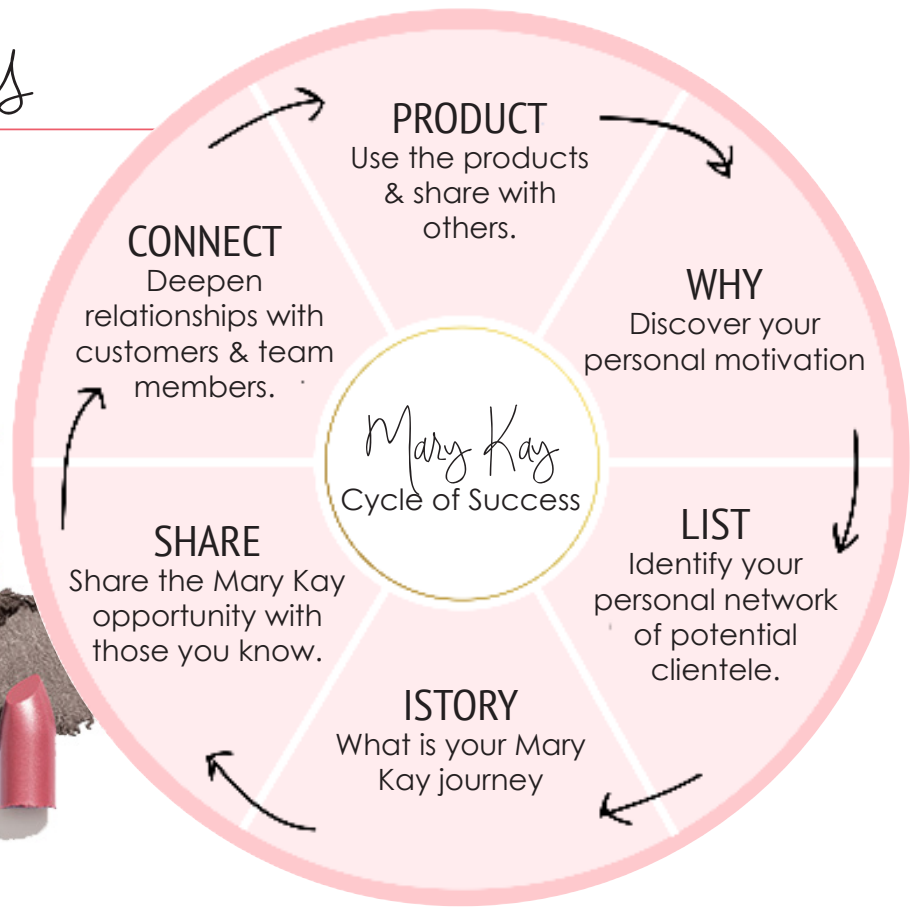 PRODUCT
Use the products
& share with
others.
WHY
Discover your
personal motivation
LIST
Identify your
personal network
of potential
clientele.
ISTORY
What is your Mary
Kay journey
SHARE
Share the Mary Kay
opportunity with
those you know.
CONNECT
Deepen
relationships with
customers & team
members.
Mary Kay
Cycle of Success